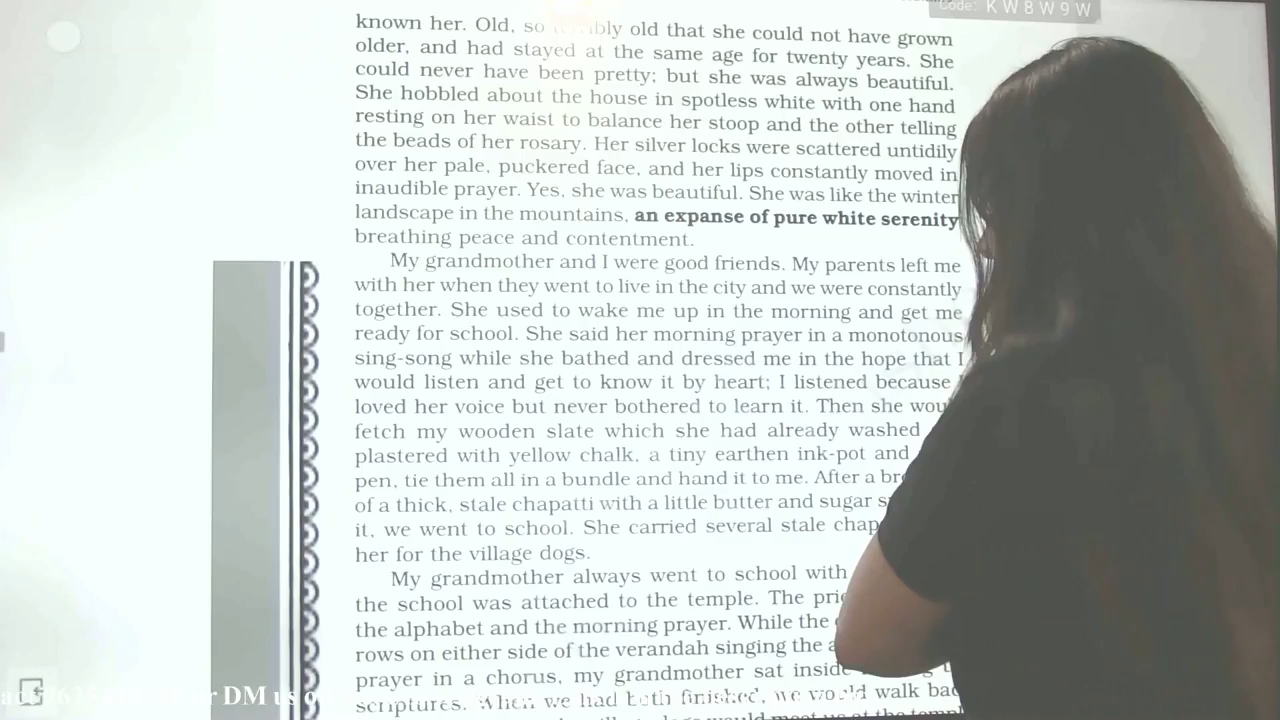 Code: K W 8 W 9 W
known her. Old, so bly old that she could not have grown
older, and had stayed at the same age for twenty years. She
could never have been pretty; but she was always beautiful.
She hobbled about the house in spotless white with one hand
resting on her waist to balance her stoop and the other telling
the beads of her rosary. Her silver locks were scattered untidily
over her pale, puckered face, and her lips constantly moved in
inaudible prayer. Yes, she was beautiful. She was like the winter
landscape in the mountains, an expanse of pure white serenity
breathing peace and contentment.
My grandmother and I were good friends. My parents left me
with her when they went to live in the city and we were constantly
together. She used to wake me up in the morning and get me
ready for school. She said her morning prayer in a monotonous
sing-song while she bathed and dressed me in the hope that I
would listen and get to know it by heart; I listened because
loved her voice but never bothered to learn it. Then she wou
fetch my wooden slate which she had already washed
plastered with yellow chalk, a tiny earthen ink-pot and
pen, tie them all in a bundle and hand it to me. After a br
of a thick, stale chapatti with a little butter and sugar s
it, we went to school. She carried several stale chap
her for the village dogs.
My grandmother always went to school with
the school was attached to the temple. The pri
the alphabet and the morning prayer. While the
rows on either side of the verandah singing the a
prayer in a chorus, my grandmother sat inside
scriptures. When we had both finished, we would walk bac
or DM us o